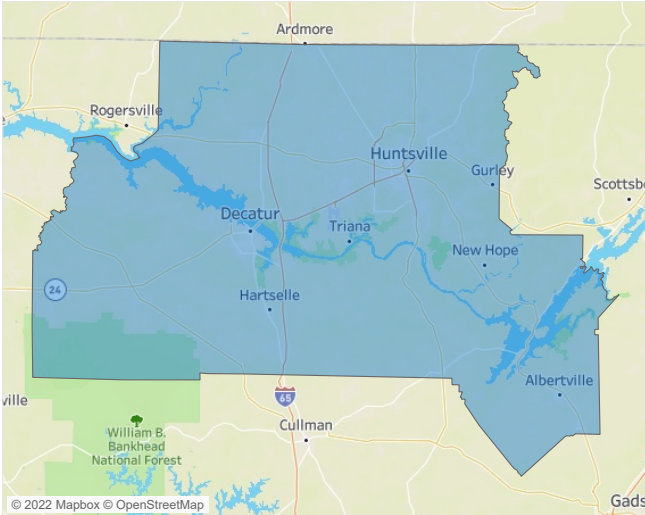 Ardmore
Rogersville
Huntsville
Gurley
Scottsbo
Decatur
Triana
New Hope
24
Hartselle
Albertville
65
ville
Cullman
William B.
Bankhead
National Forest
Gads
© 2022 Mapbox © OpenStreetMap